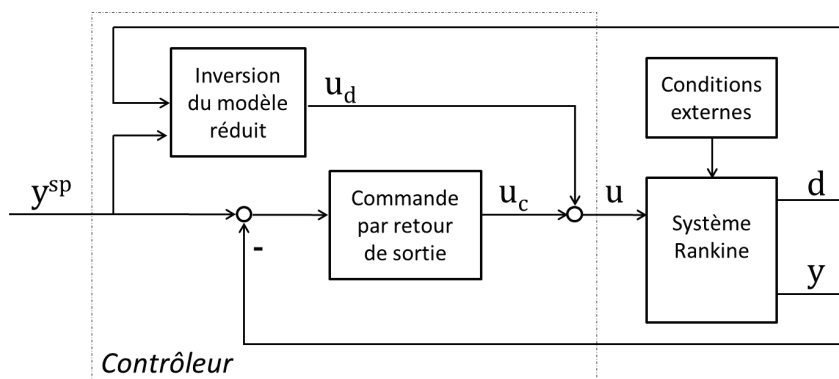 Inversion
du modèle
réduit
u_d
Conditions
externes
y^sp
Commande
par retour
de sortie
u_c
u
Système
Rankine
d
y
-
Contrôleur